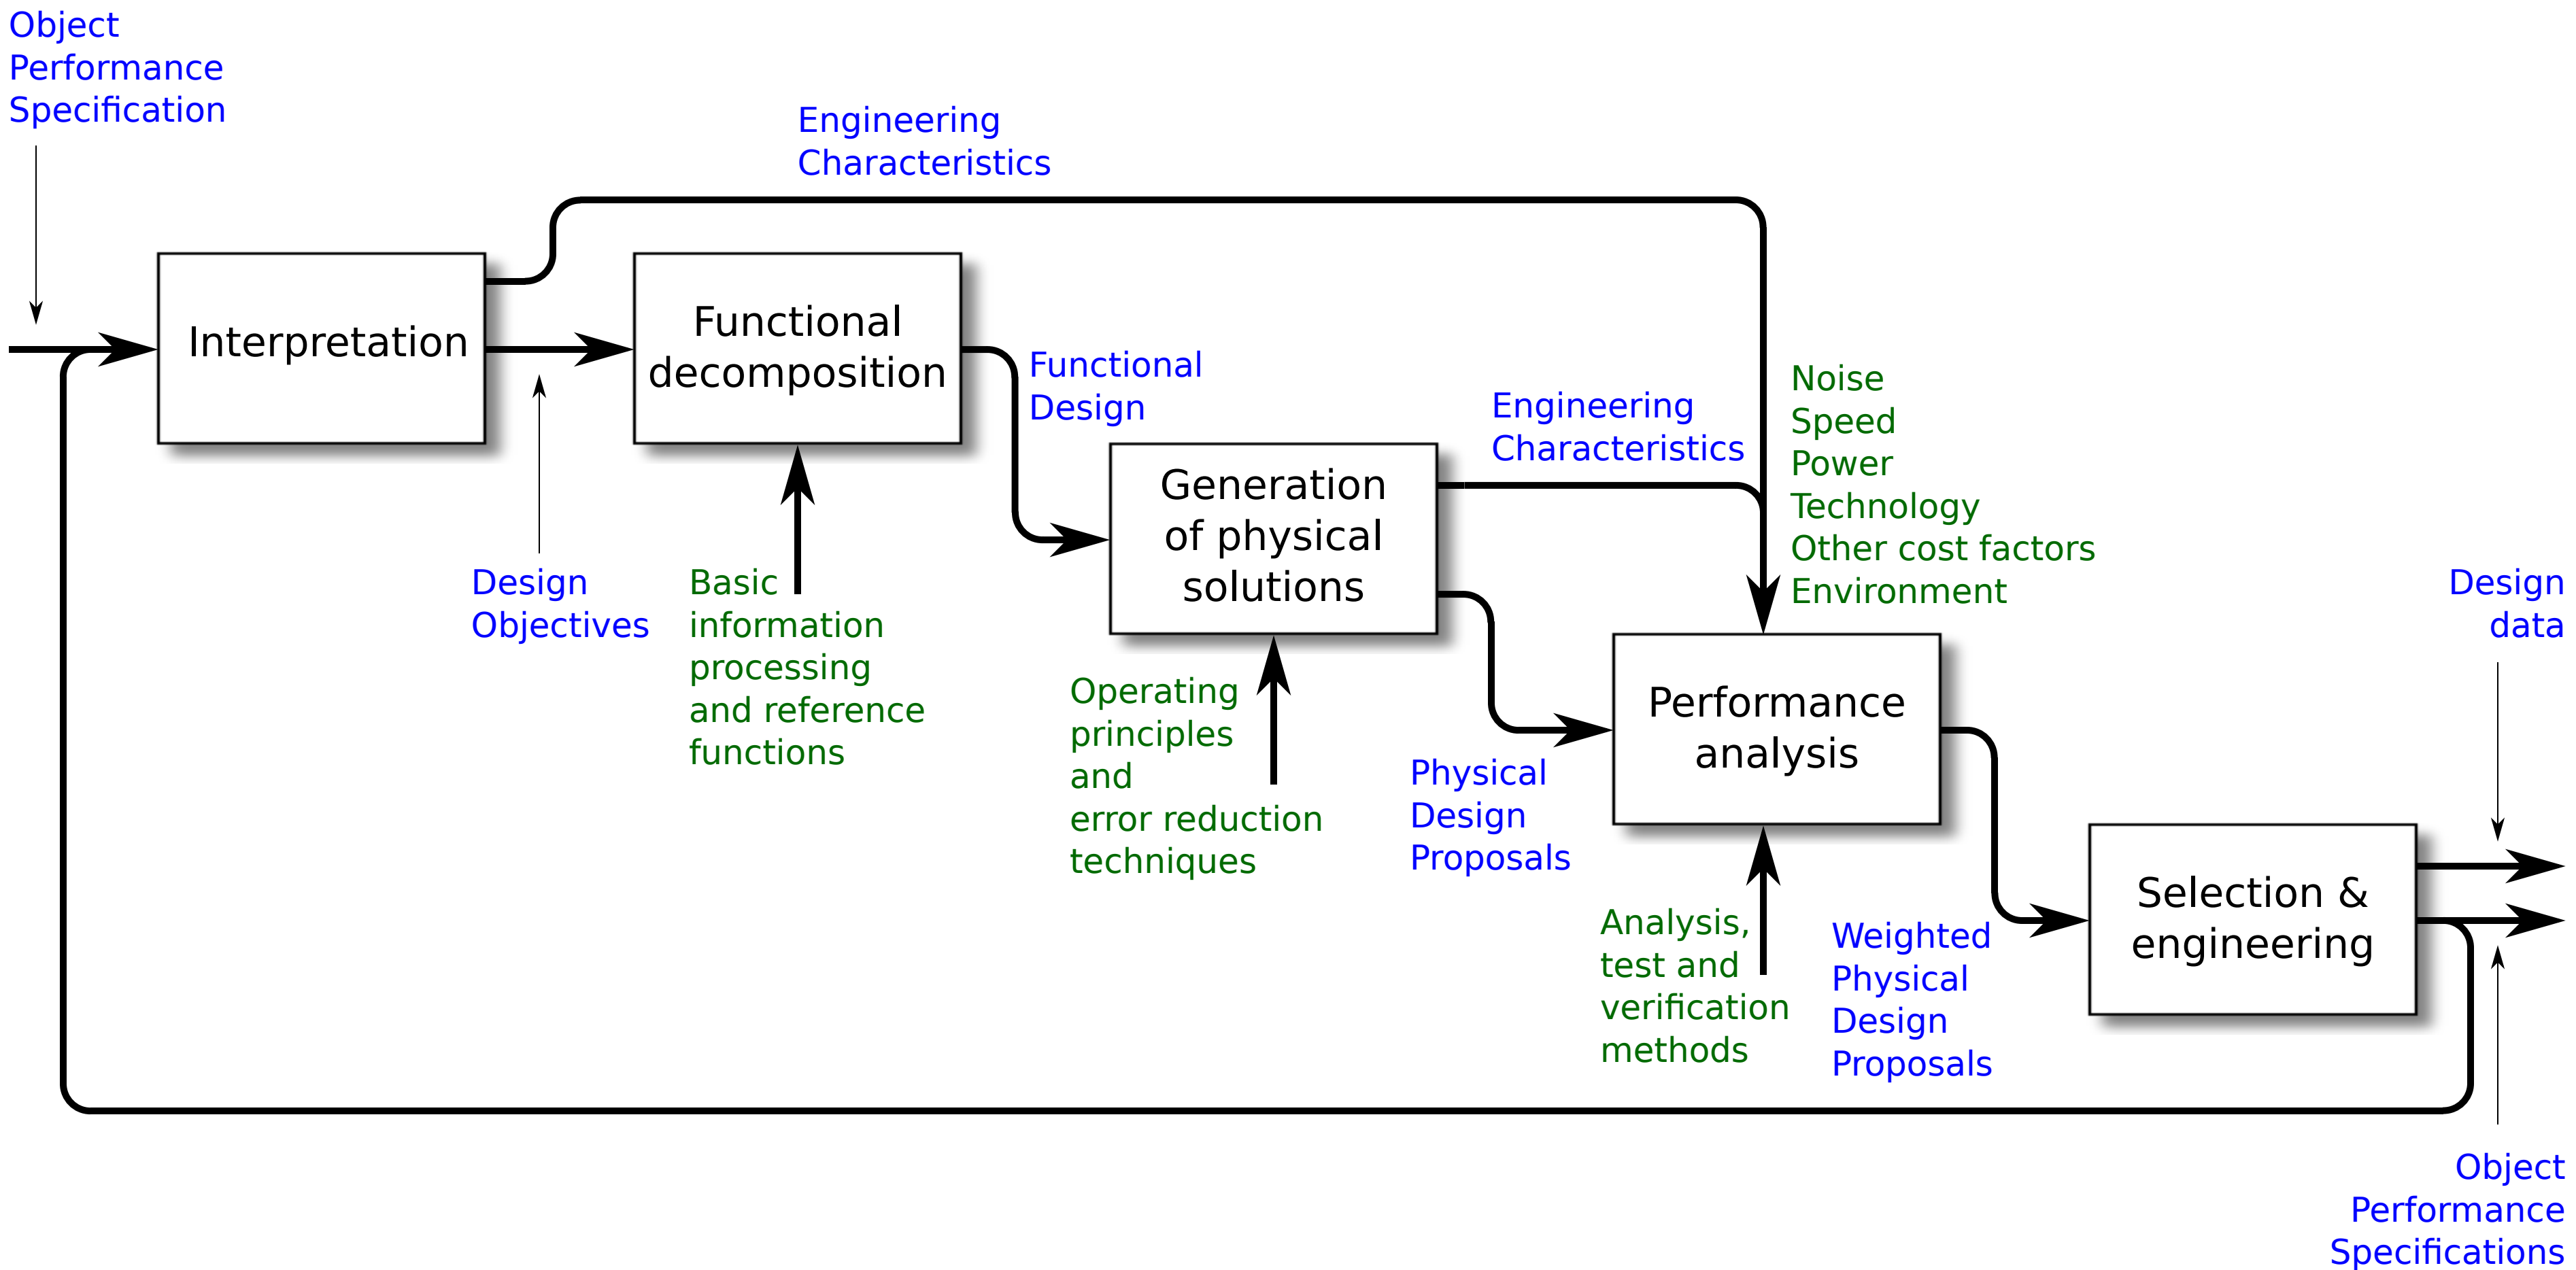 Object
Performance
Specification
Engineering
Characteristics
Interpretation
Functional
decomposition
Functional
Design
Engineering
Characteristics
Noise
Speed
Power
Technology
Other cost factors
Environment
Generation
of physical
solutions
Design
Objectives
Basic
information
processing
and reference
functions
Design
data
Operating
principles
and
error reduction
techniques
Physical
Design
Proposals
Performance
analysis
Selection &
engineering
Analysis,
test and
verification
methods
Weighted
Physical
Design
Proposals
Object
Performance
Specifications